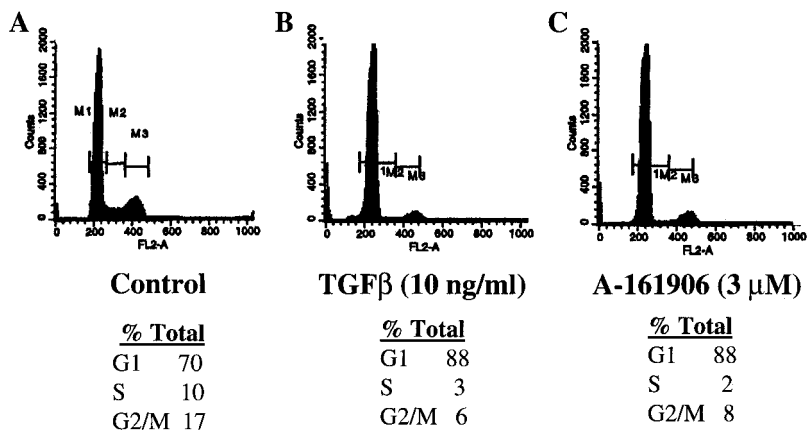 A
Counts
2000
1600
1200
800
400
0
M1
M2
M3
0
200
400
600
800
1000
FL2-A
Control
% Total
G1 70
S 10
G2/M 17
B
Counts
2000
1600
1200
800
400
0
1M2
M3
0
200
400
600
800
1000
FL2-A
TGFβ (10 ng/ml)
% Total
G1 88
S 3
G2/M 6
C
Counts
2000
1600
1200
800
400
0
1M2
M3
0
200
400
600
800
1000
FL2-A
A-161906 (3 μM)
% Total
G1 88
S 2
G2/M 8